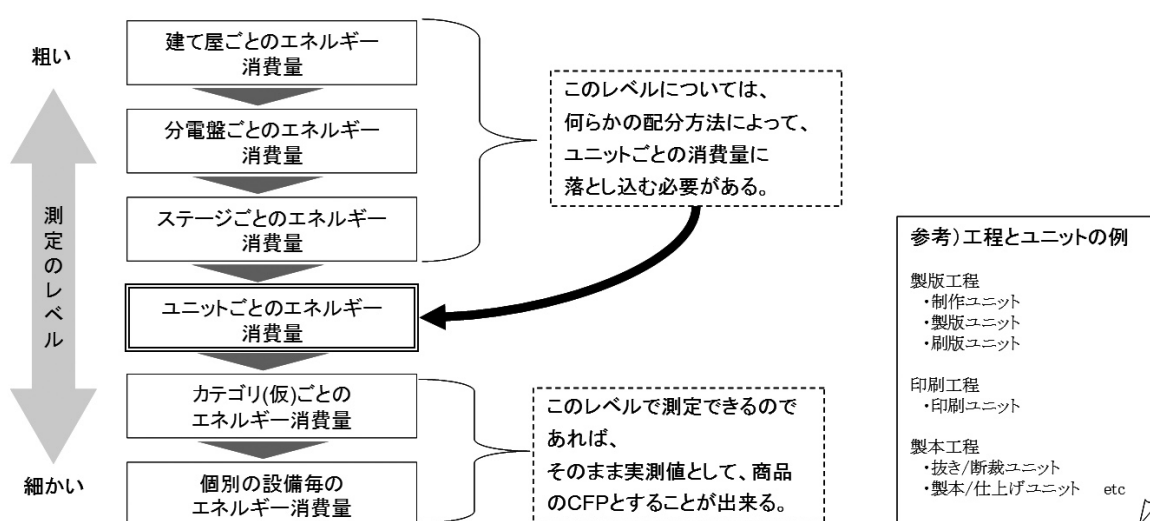 粗い
測定のレベル
細かい
建て屋ごとのエネルギー
消費量
分電盤ごとのエネルギー
消費量
ステージごとのエネルギー
消費量
ユニットごとのエネルギー
消費量
カテゴリ(仮)ごとの
エネルギー消費量
個別の設備毎の
エネルギー消費量
このレベルについては、
何らかの配分方法によって、
ユニットごとの消費量に
落とし込む必要がある。
このレベルで測定できるので
あれば、
そのまま実測値として、商品
のCFPとすることが出来る。
参考)工程とユニットの例
製版工程
・制作ユニット
・製版ユニット
・刷版ユニット
印刷工程
・印刷ユニット
製本工程
・抜き/断裁ユニット
・製本/仕上げユニット etc